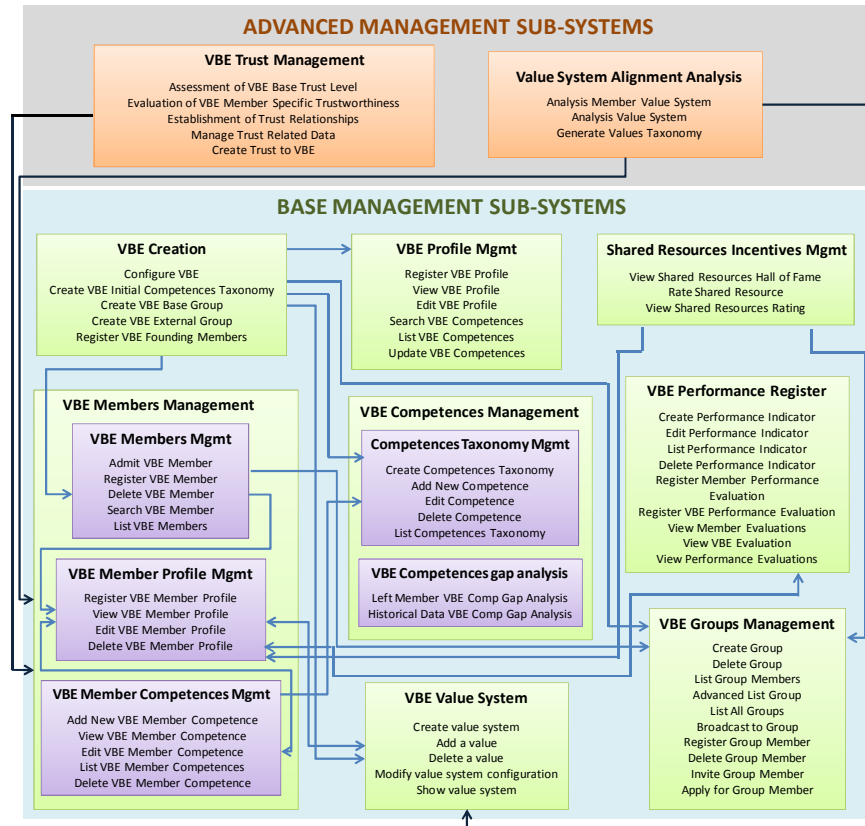 ADVANCED MANAGEMENT SUB-SYSTEMS
VBE Trust Management
Assessment of VBE Base Trust Level
Evaluation of VBE Member Specific Trustworthiness
Establishment of Trust Relationships
Manage Trust Related Data
Create Trust to VBE
Value System Alignment Analysis
Analysis Member Value System
Analysis Value System
Generate Values Taxonomy
BASE MANAGEMENT SUB-SYSTEMS
VBE Creation
Configure VBE
Create VBE Initial Competences Taxonomy
Create VBE Base Group
Create VBE External Group
Register VBE Founding Members
VBE Profile Mgmt
Register VBE Profile
View VBE Profile
Edit VBE Profile
Search VBE Competences
List VBE Competences
Update VBE Competences
Shared Resources Incentives Mgmt
View Shared Resources Hall of Fame
Rate Shared Resource
View Shared Resources Rating
VBE Members Management
VBE Members Mgmt
Admit VBE Member
Register VBE Member
Delete VBE Member
Search VBE Member
List VBE Members
VBE Member Profile Mgmt
Register VBE Member Profile
View VBE Member Profile
Edit VBE Member Profile
Delete VBE Member Profile
VBE Member Competences Mgmt
Add New VBE Member Competence
View VBE Member Competence
Edit VBE Member Competence
List VBE Member Competences
Delete VBE Member Competence
VBE Competences Management
Competences Taxonomy Mgmt
Create Competences Taxonomy
Add New Competence
Edit Competence
Delete Competence
List Competences Taxonomy
VBE Competences gap analysis
Left Member VBE Comp Gap Analysis
Historical Data VBE Comp Gap Analysis
VBE Value System
Create value system
Add a value
Delete a value
Modify value system configuration
Show value system
VBE Performance Register
Create Performance Indicator
Edit Performance Indicator
List Performance Indicator
Delete Performance Indicator
Register Member Performance
Evaluation
Register VBE Performance Evaluation
View Member Evaluations
View VBE Evaluation
View Performance Evaluations
VBE Groups Management
Create Group
Delete Group
List Group Members
Advanced List Group
List All Groups
Broadcast to Group
Register Group Member
Delete Group Member
Invite Group Member
Apply for Group Member